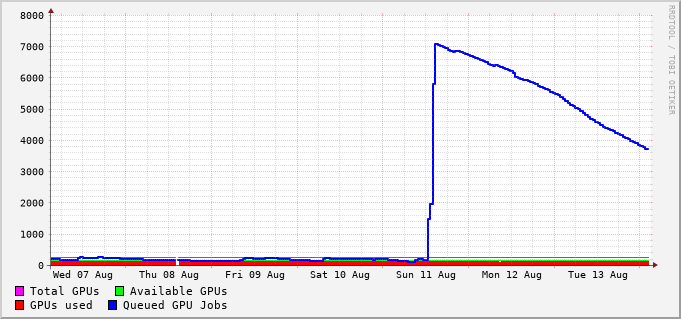 8000
7000
6000
5000
4000
3000
2000
1000
0
Wed 07 Aug Thu 08 Aug Fri 09 Aug Sat 10 Aug Sun 11 Aug Mon 12 Aug Tue 13 Aug
Total GPUs Available GPUs
GPUs used Queued GPU Jobs
RRDTOOL / TOBI OETIKER